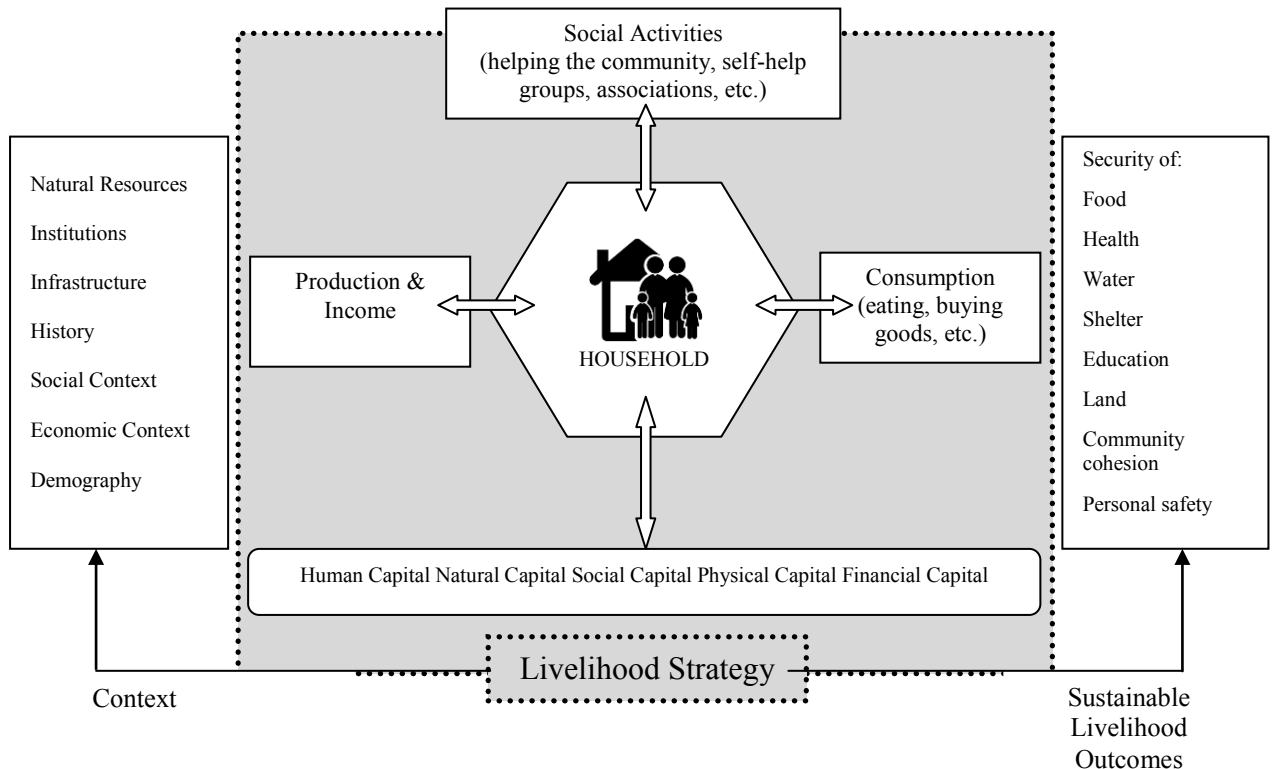 Social Activities
(helping the community, self-help
groups, associations, etc.)
Natural Resources
Institutions
Infrastructure
History
Social Context
Economic Context
Demography
Production &
Income
HOUSEHOLD
Consumption
(eating, buying
goods, etc.)
Security of:
Food
Health
Water
Shelter
Education
Land
Community
cohesion
Personal safety
Human Capital Natural Capital Social Capital Physical Capital Financial Capital
Livelihood Strategy
Context
Sustainable
Livelihood
Outcomes